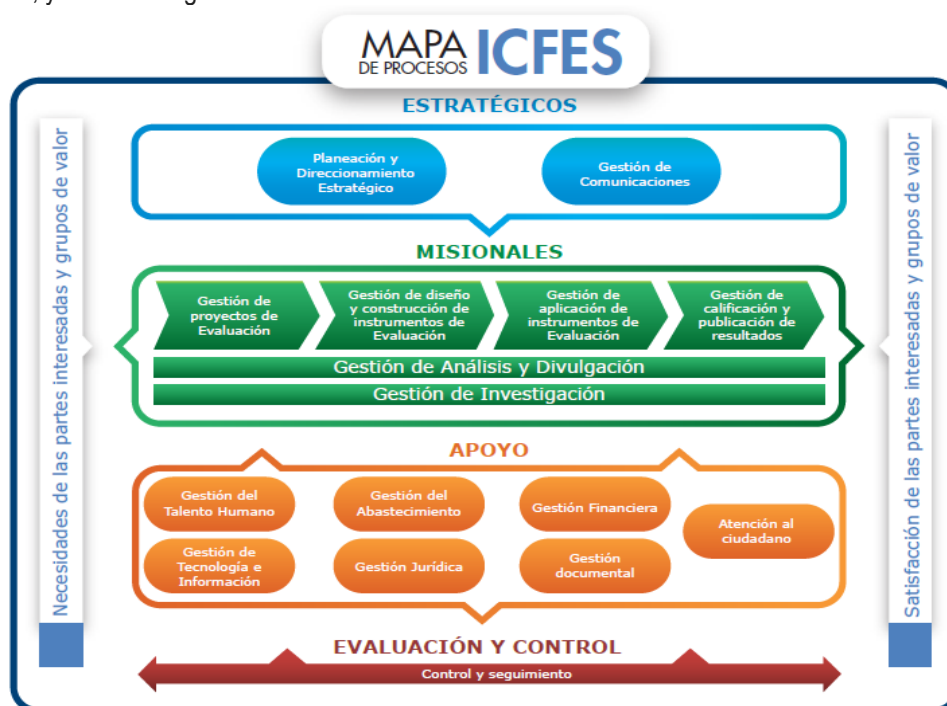 MAPA
DE PROCESOS
ICFES
ESTRATÉGICOS
Planeación y
Direccionamiento
Estratégico
Gestión de
Comunicaciones
Necesidades de las partes interesadas y grupos de valor
Satisfacción de las partes interesadas y grupos de valor
MISIONALES
Gestión de
proyectos de
Evaluación
Gestión de diseño
y construcción de
instrumentos de
Evaluación
Gestión de
aplicación de
instrumentos de
Evaluación
Gestión de
calificación y
publicación de
resultados
Gestión de Análisis y Divulgación
Gestión de Investigación
APOYO
Gestión del
Talento Humano
Gestión del
Abastecimiento
Gestión Financiera
Atención al
ciudadano
Gestión de
Tecnología e
Información
Gestión Jurídica
Gestión
documental
EVALUACIÓN Y CONTROL
Control y seguimiento